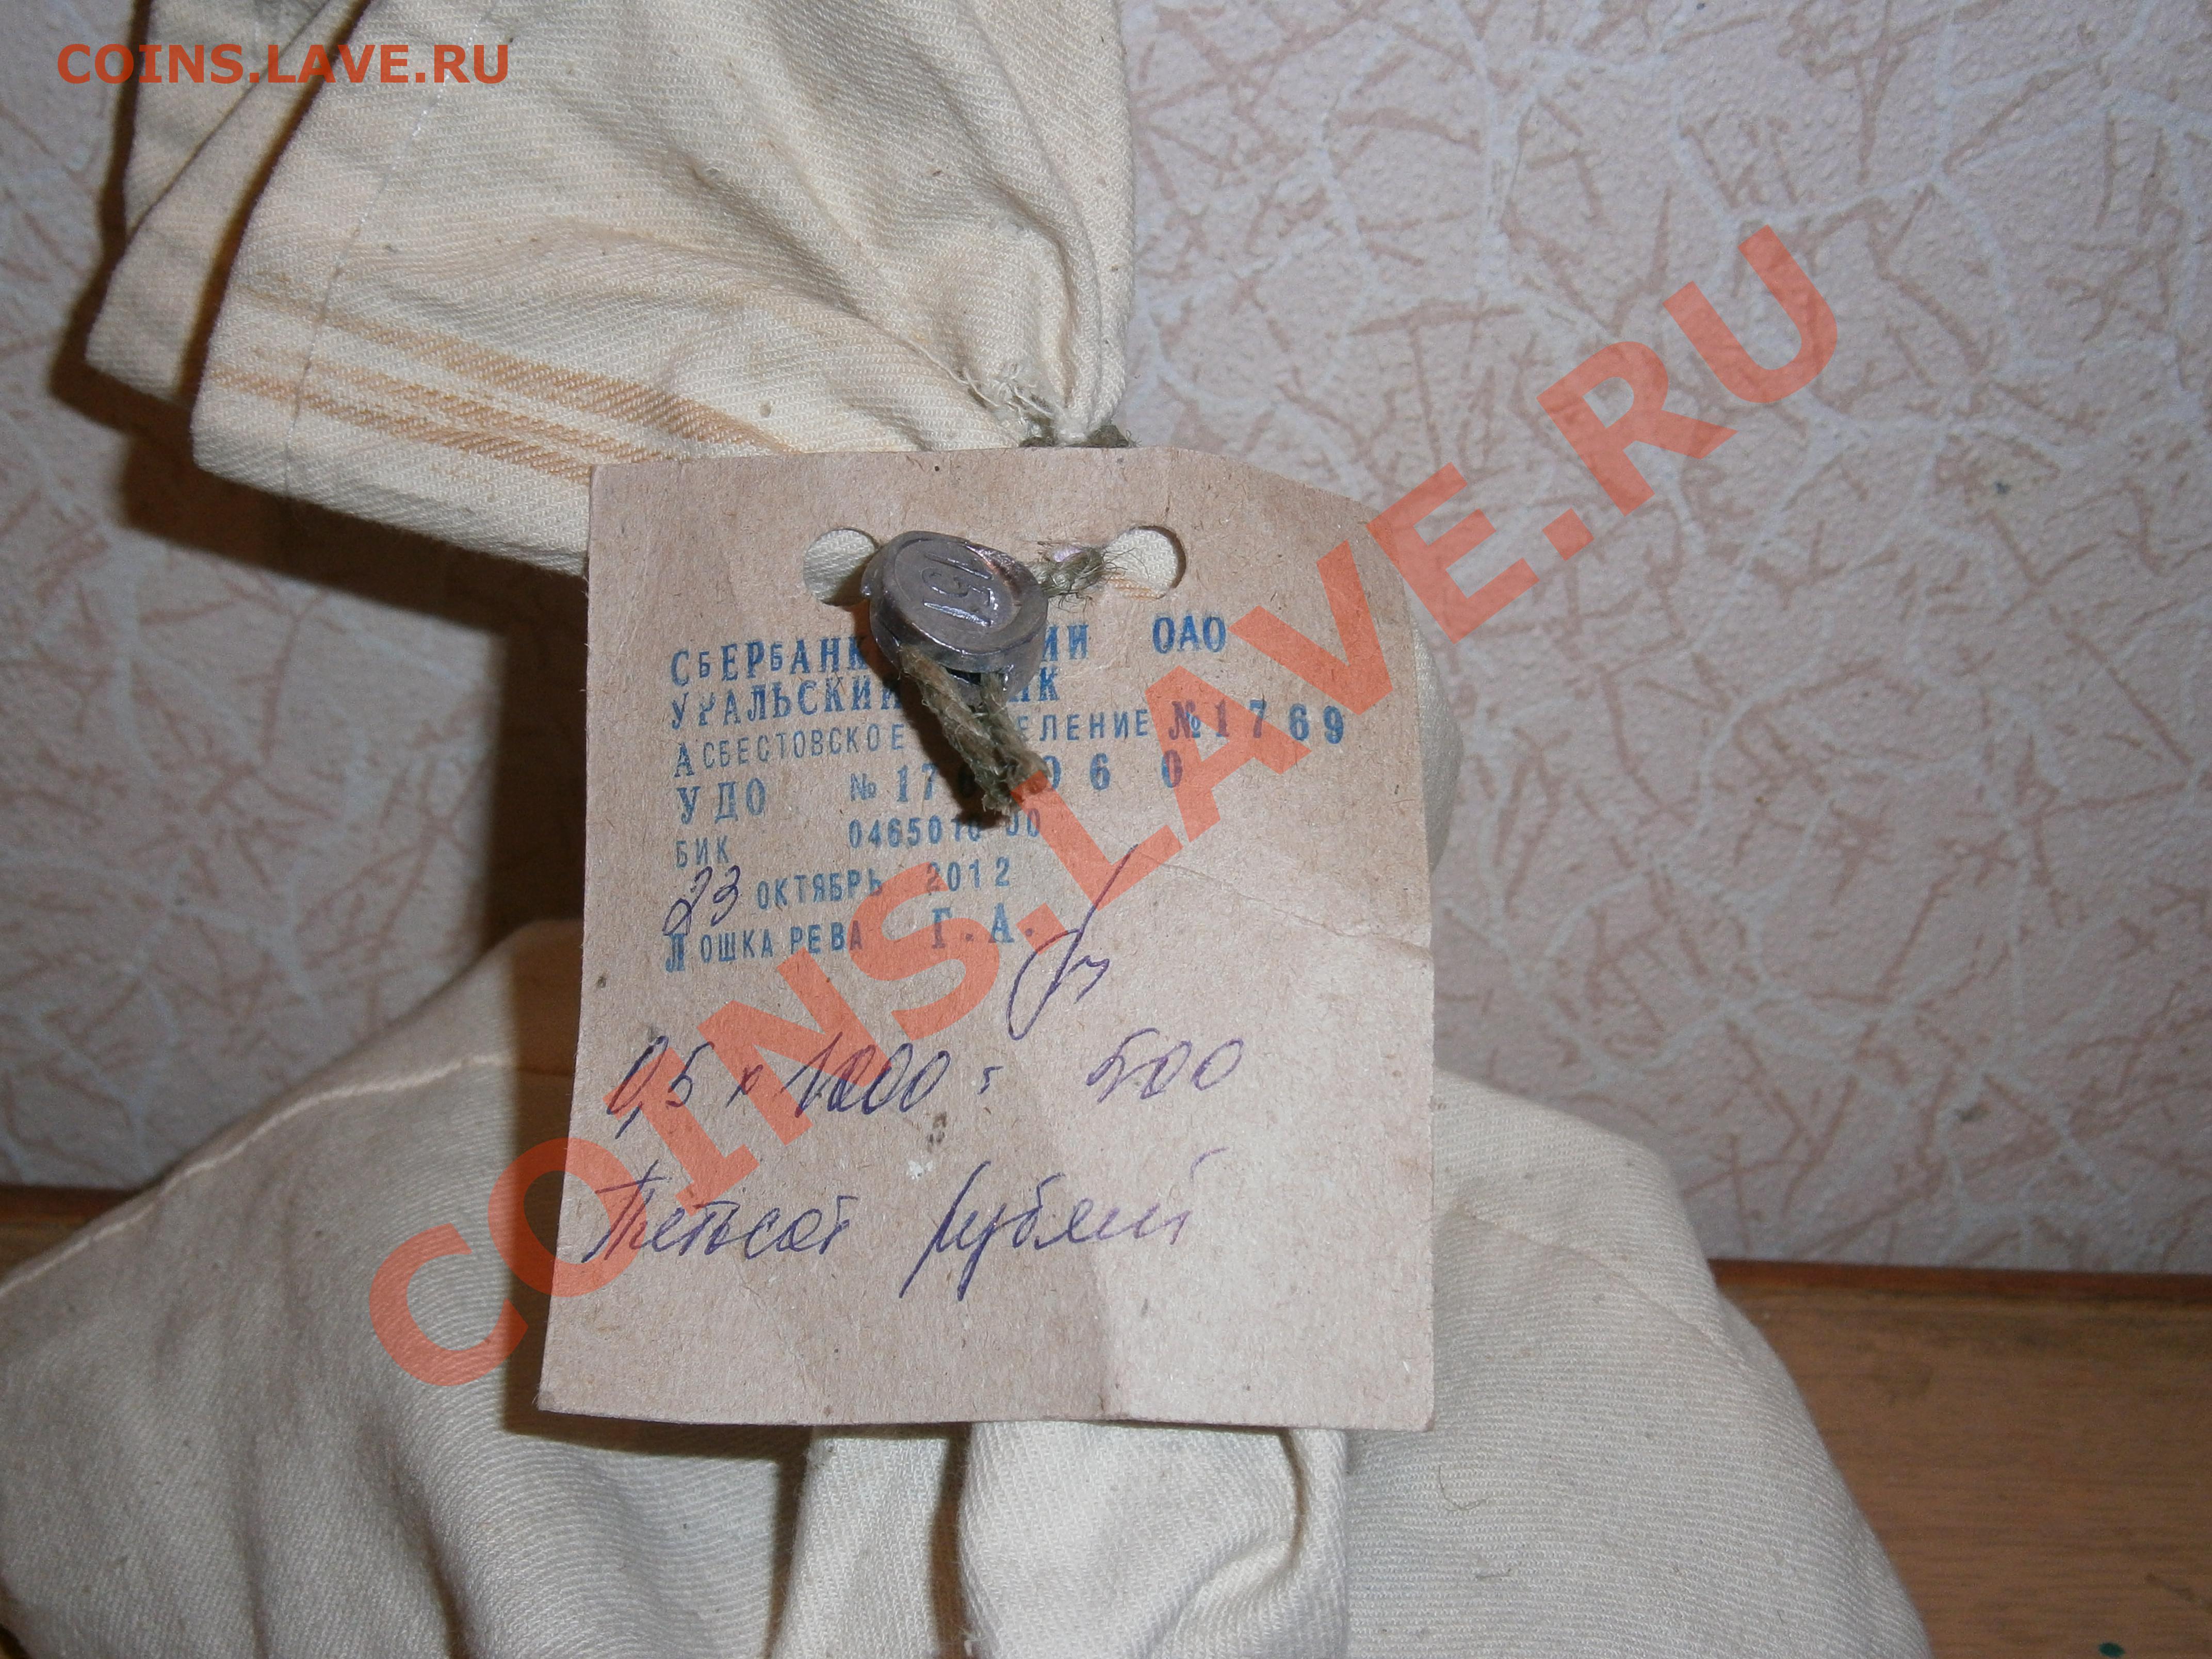 COINS.LAVE.RU
СБЕРБАНК ОАО
УРАЛЬСКИЙ
АСБЕСТОВСКОЕ №1769
УДО
БИК
23 ОКТЯБРЬ 2012
ЛОШКАРЕВА Г.А.
0,5 х 1000 = 500
Пятьсот рублей
COINS.LAVE.RU